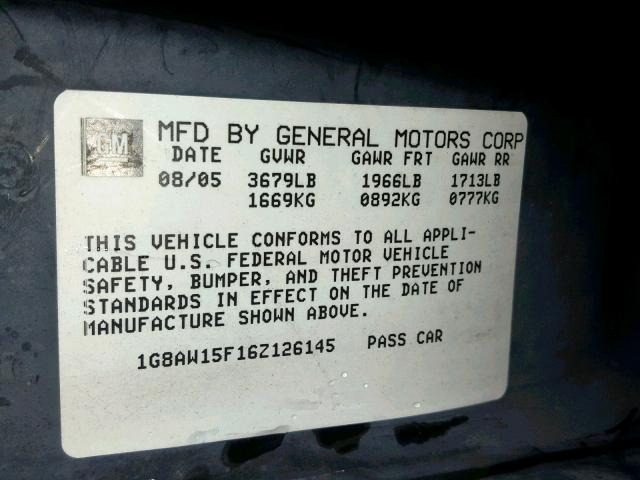 GM MFD BY GENERAL MOTORS CORP
DATE GVWR GAWR FRT GAWR RR
08/05 3679LB 1966LB 1713LB
1669KG 0892KG 0777KG
THIS VEHICLE CONFORMS TO ALL APPLI-
CABLE U.S. FEDERAL MOTOR VEHICLE
SAFETY, BUMPER, AND THEFT PREVENTION
STANDARDS IN EFFECT ON THE DATE OF
MANUFACTURE SHOWN ABOVE.
1G8AW15F16Z126145 PASS CAR